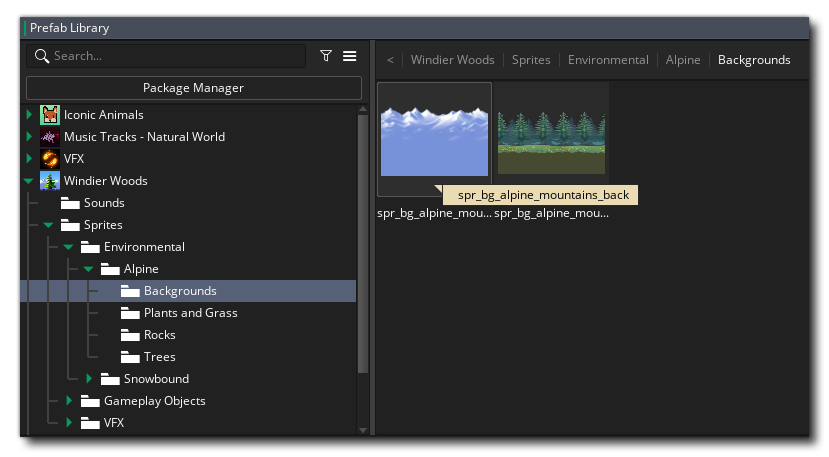 Prefab Library
Search...
Package Manager
Iconic Animals
Music Tracks - Natural World
VFX
Windier Woods
Sounds
Sprites
Environmental
Alpine
Backgrounds
Plants and Grass
Rocks
Trees
Snowbound
Gameplay Objects
VFX
< Windier Woods Sprites Environmental Alpine Backgrounds
spr_bg_alpine_mountains_back
spr_bg_alpine_mou... spr_bg_alpine_mou...